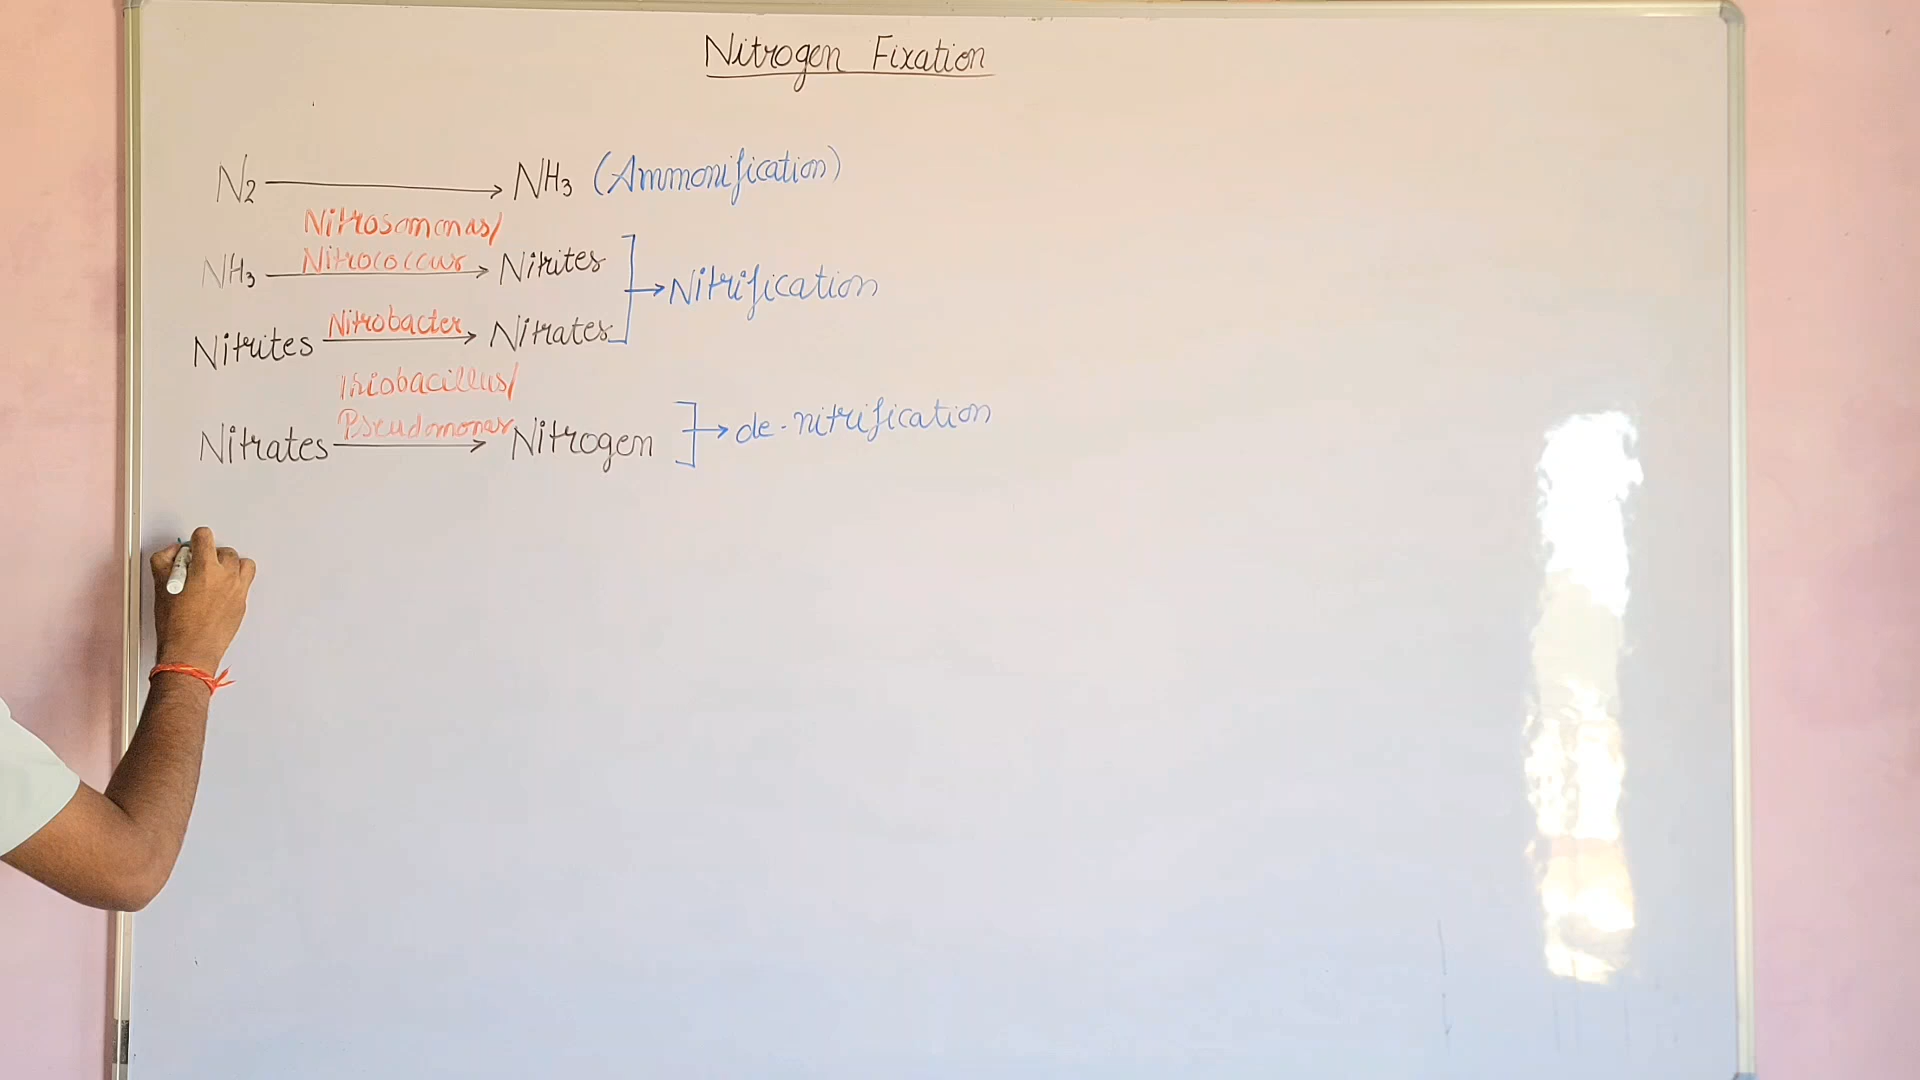 Nitrogen Fixation
N2 → NH3 (Ammonification)
Nitrosomonas/
NH3 Nitrococcus → Nitrites
→ Nitrification
Nitrites Nitrobacter → Nitrates
Thiobacillus/
Nitrates Pseudomonas → Nitrogen → de-nitrification